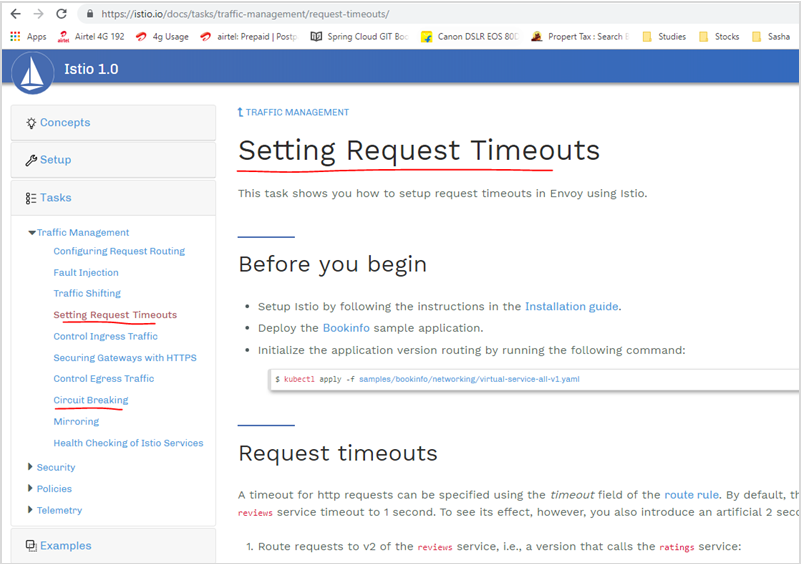 https://istio.io/docs/tasks/traffic-management/request-timeouts/
Apps Airtel 4G 192 4g Usage airtel: Prepaid | Postp Spring Cloud GIT Boo Canon DSLR EOS 80D Propert Tax : Search E Studies Stocks Sasha
Istio 1.0
Concepts
Setup
Tasks
Traffic Management
Configuring Request Routing
Fault Injection
Traffic Shifting
Setting Request Timeouts
Control Ingress Traffic
Securing Gateways with HTTPS
Control Egress Traffic
Circuit Breaking
Mirroring
Health Checking of Istio Services
Security
Policies
Telemetry
Examples
TRAFFIC MANAGEMENT
Setting Request Timeouts
This task shows you how to setup request timeouts in Envoy using Istio.
Before you begin
• Setup Istio by following the instructions in the Installation guide.
• Deploy the Bookinfo sample application.
• Initialize the application version routing by running the following command:
$ kubectl apply -f samples/bookinfo/networking/virtual-service-all-v1.yaml
Request timeouts
A timeout for http requests can be specified using the timeout field of the route rule. By default, th
reviews service timeout to 1 second. To see its effect, however, you also introduce an artificial 2 seco
1. Route requests to v2 of the reviews service, i.e., a version that calls the ratings service: